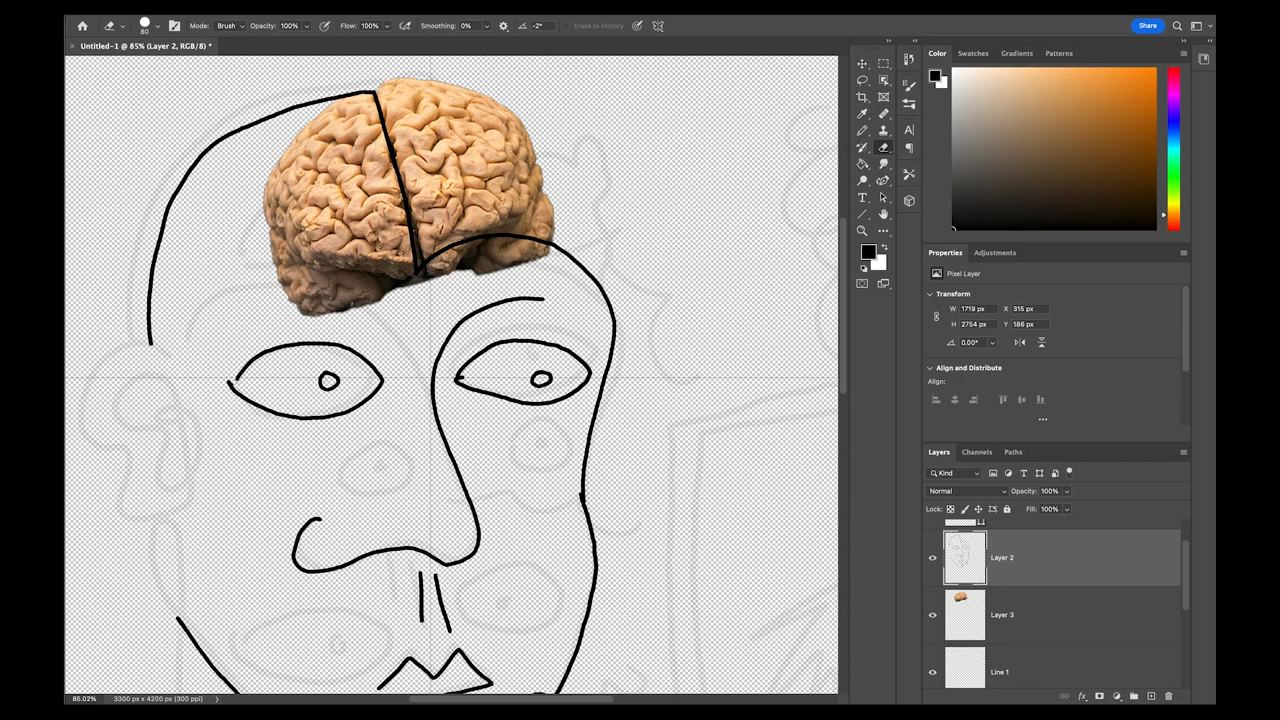 80 Mode: Brush Opacity: 100% Flow: 100% Smoothing: 0% -2° Erase to History Share
× Untitled-1 @ 85% (Layer 2, RGB/8) *
Color Swatches Gradients Patterns
Properties Adjustments
Pixel Layer
Transform
W 1719 px X 315 px
H 2754 px Y 186 px
0.00°
Align and Distribute
Align:
Layers Channels Paths
Kind
Normal Opacity: 100%
Lock: Fill: 100%
Layer 2
Layer 3
Line 1
85.02% 3300 px x 4200 px (300 ppi)